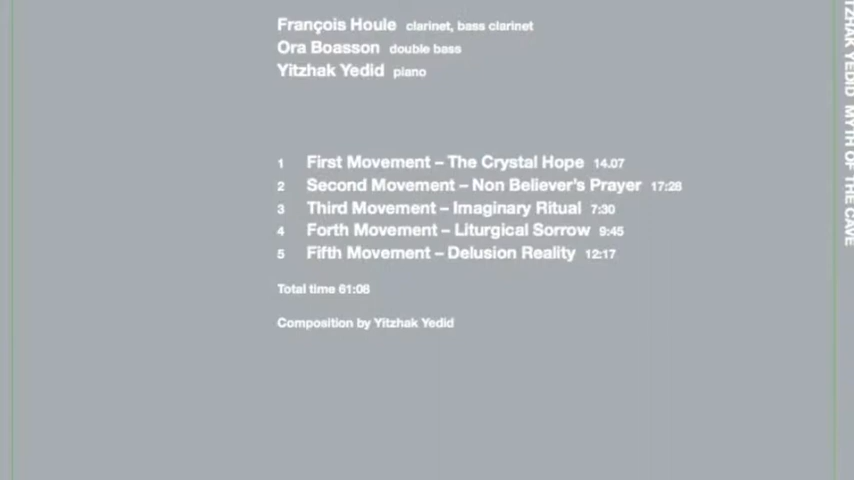 François Houle clarinet, bass clarinet
Ora Boasson double bass
Yitzhak Yedid piano
1 First Movement – The Crystal Hope 14.07
2 Second Movement – Non Believer's Prayer 17:28
3 Third Movement – Imaginary Ritual 7:30
4 Forth Movement – Liturgical Sorrow 9:45
5 Fifth Movement – Delusion Reality 12:17
Total time 61:08
Composition by Yitzhak Yedid
YEDID MYTH OF THE CAVE